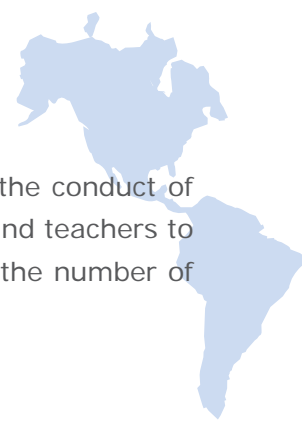 the conduct of
nd teachers to
the number of